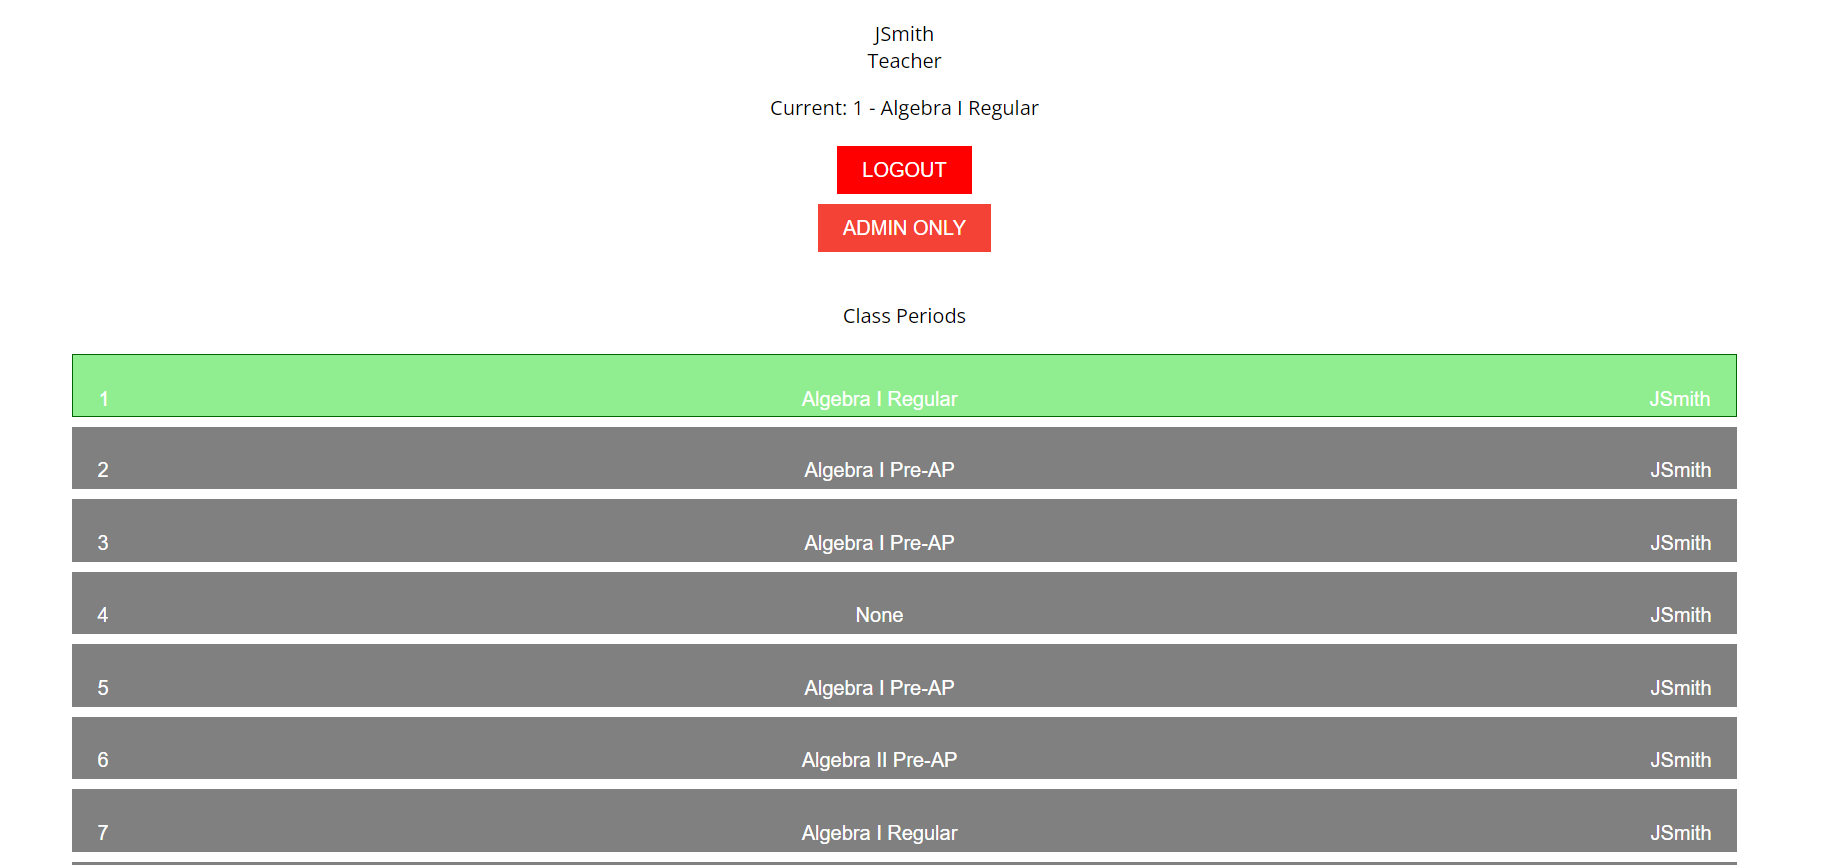 JSmith
Teacher
Current: 1 - Algebra I Regular
LOGOUT
ADMIN ONLY
Class Periods
1 Algebra I Regular JSmith
2 Algebra I Pre-AP JSmith
3 Algebra I Pre-AP JSmith
4 None JSmith
5 Algebra I Pre-AP JSmith
6 Algebra II Pre-AP JSmith
7 Algebra I Regular JSmith